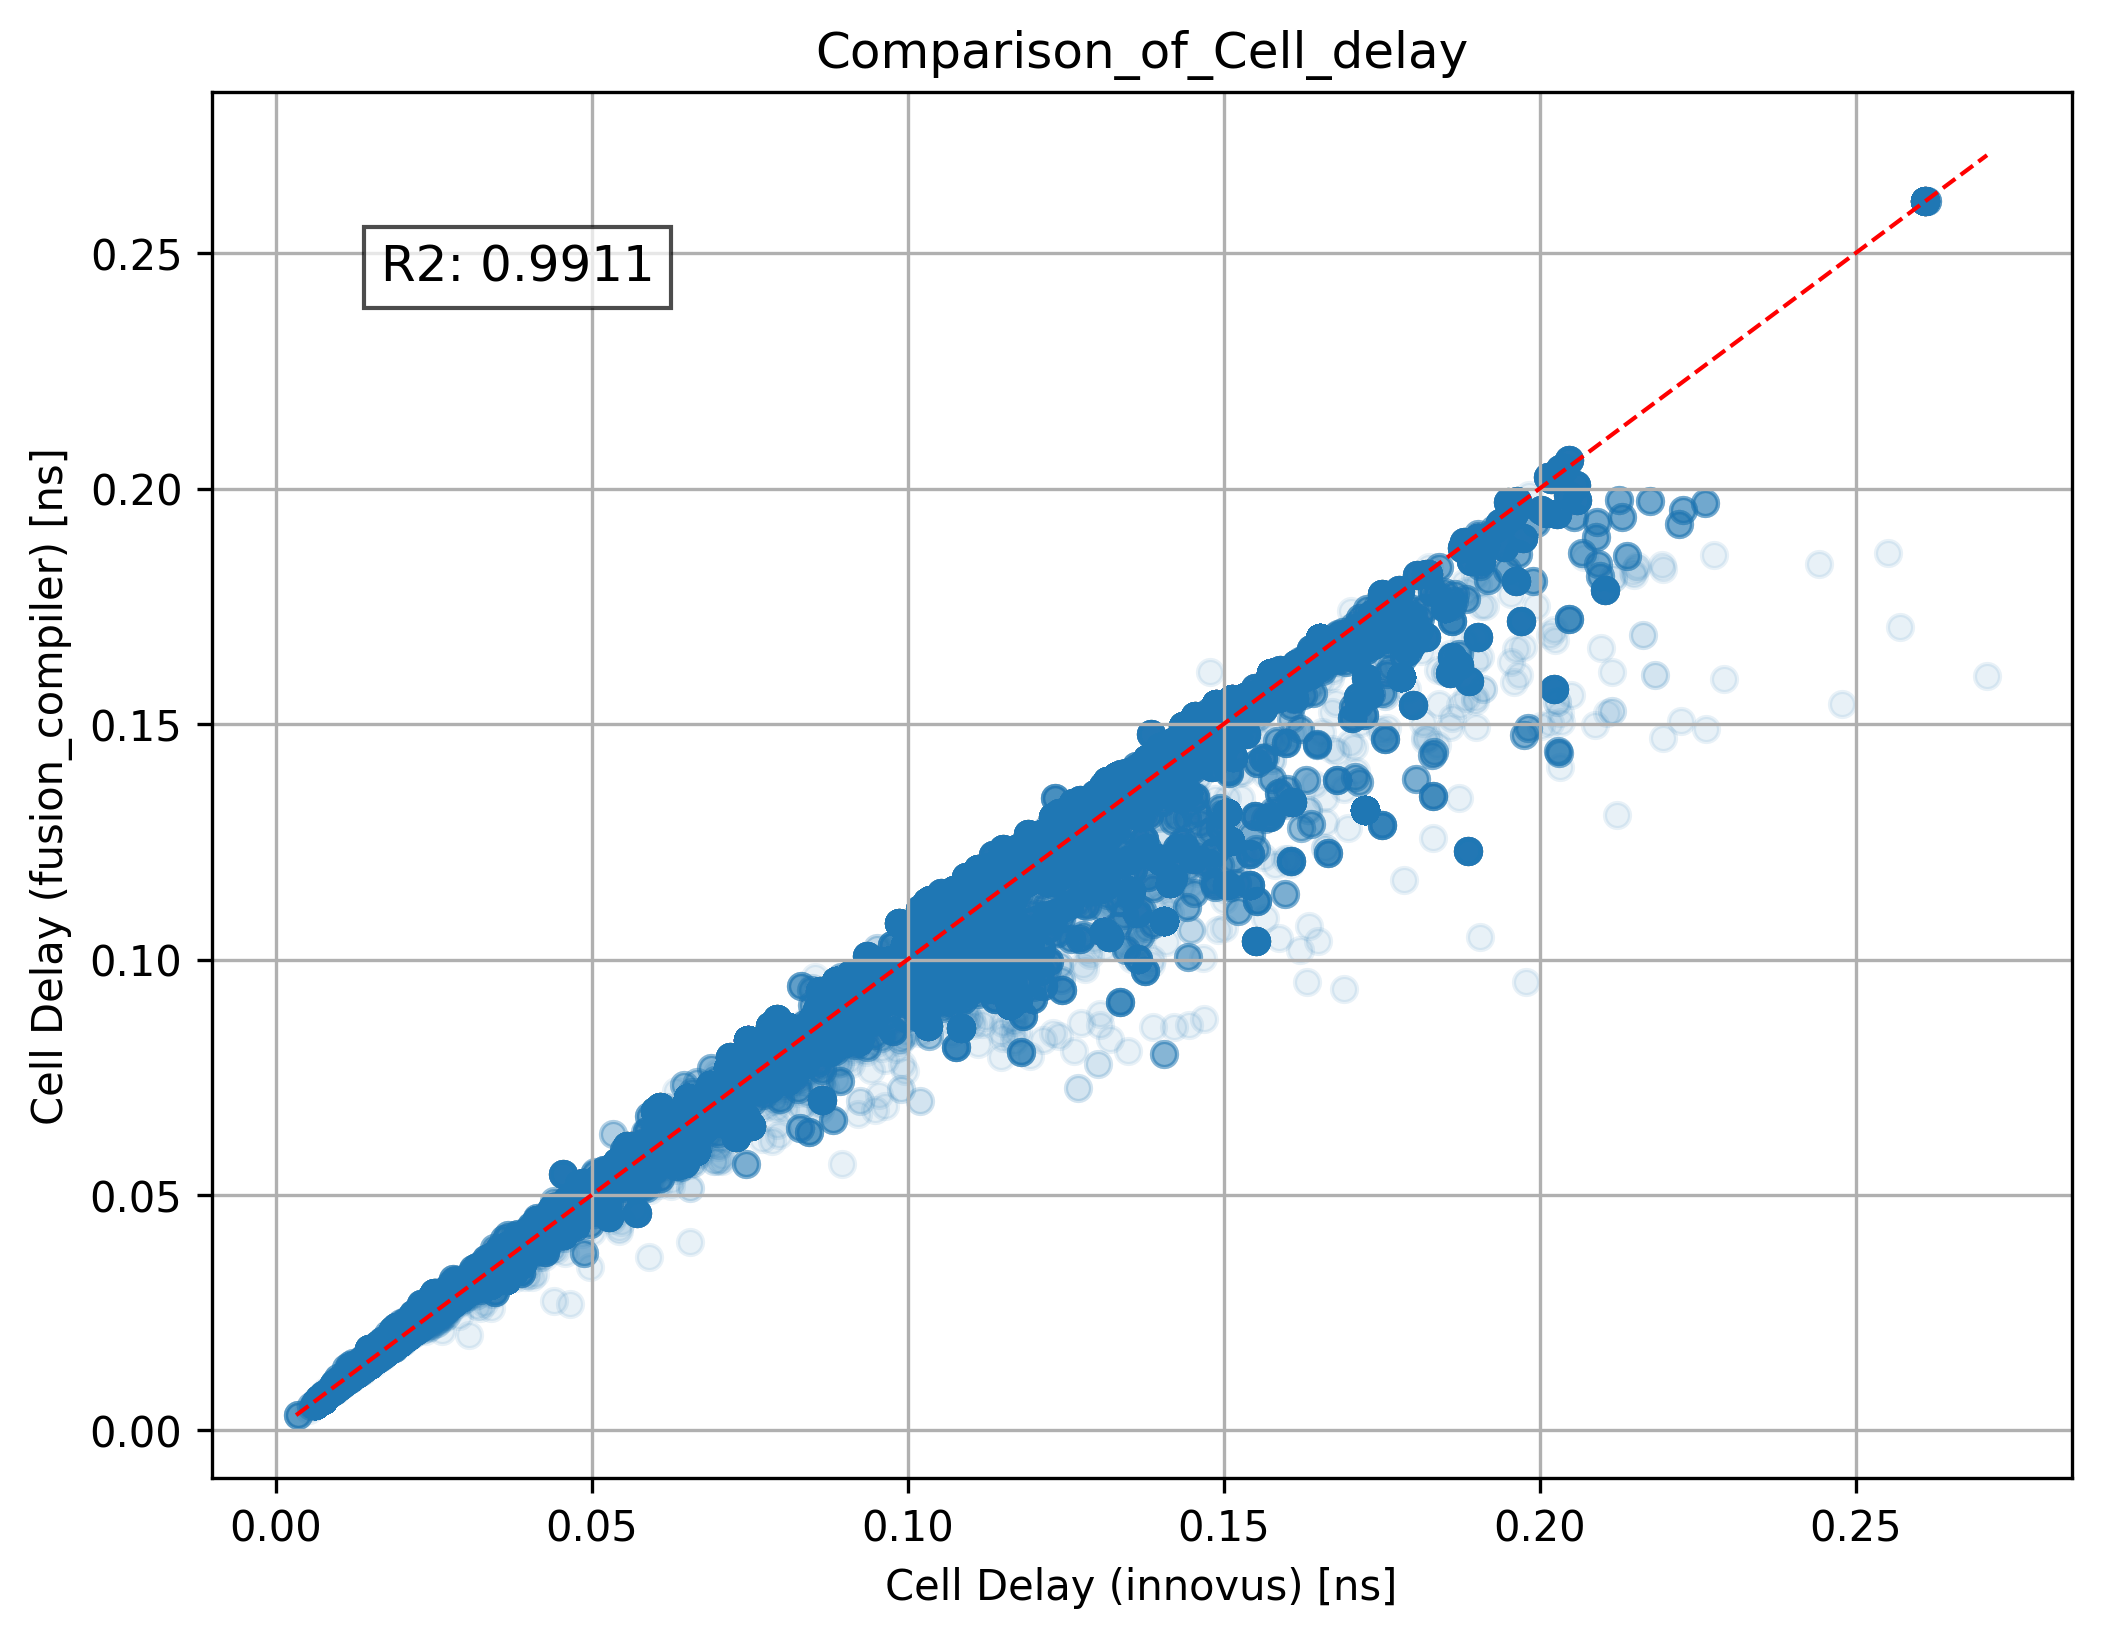 Comparison_of_Cell_delay
R2: 0.9911
Cell Delay (fusion_compiler) [ns]
0.25
0.20
0.15
0.10
0.05
0.00
0.00 0.05 0.10 0.15 0.20 0.25
Cell Delay (innovus) [ns]